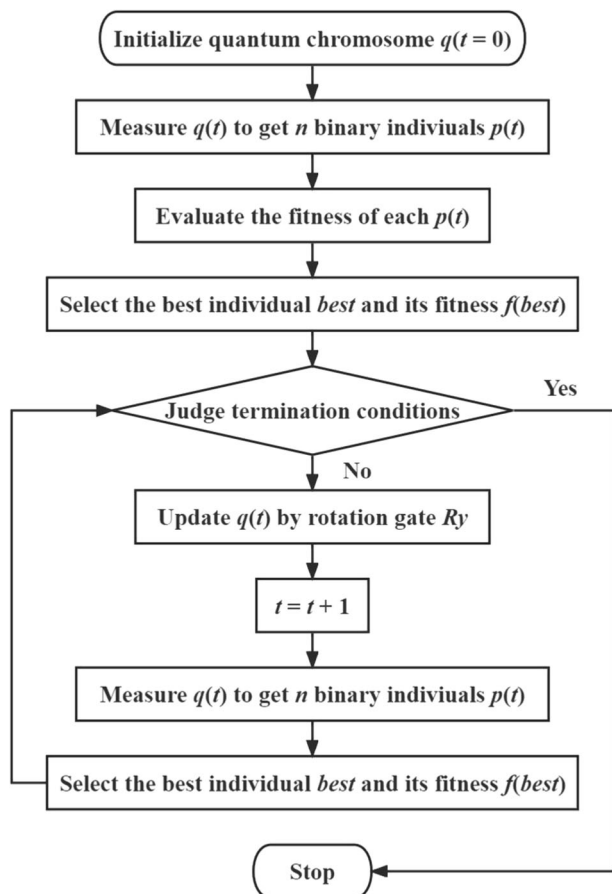 Initialize quantum chromosome q(t = 0)
Measure q(t) to get n binary indiviuals p(t)
Evaluate the fitness of each p(t)
Select the best individual best and its fitness f(best)
Judge termination conditions
Yes
No
Update q(t) by rotation gate Ry
t = t + 1
Measure q(t) to get n binary indiviuals p(t)
Select the best individual best and its fitness f(best)
Stop